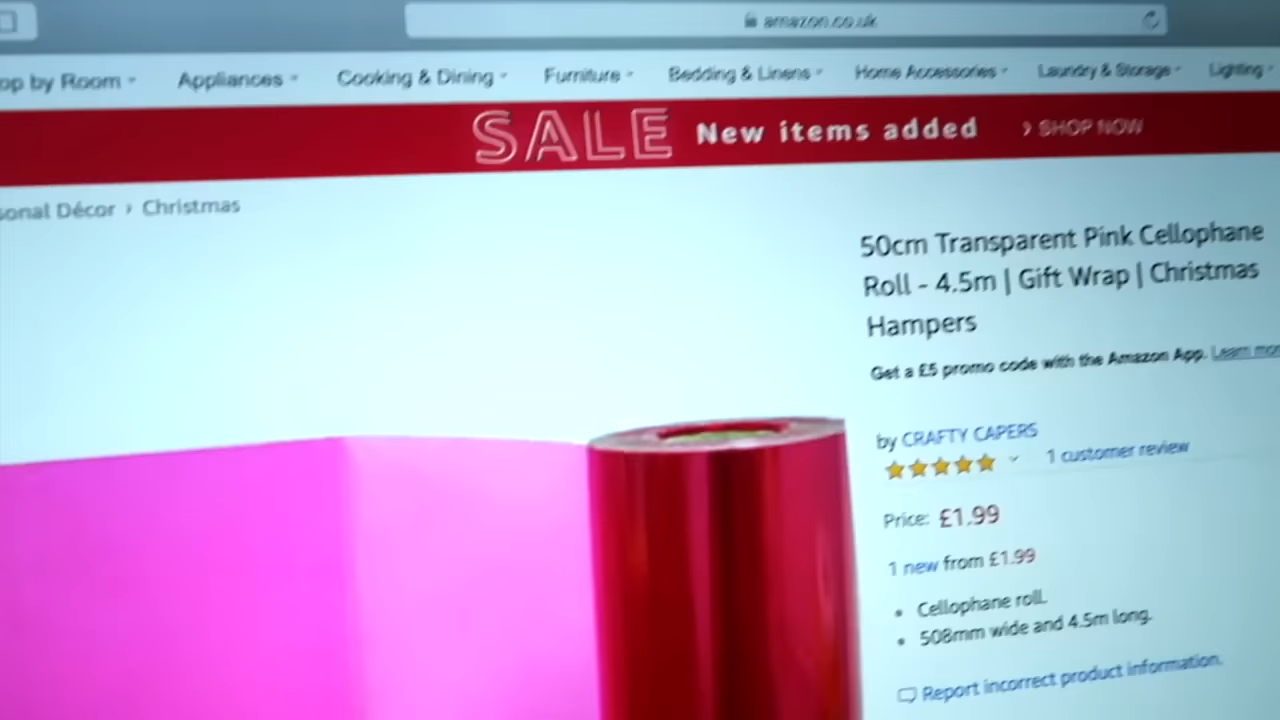 amazon.co.uk
op by Room Appliances Cooking & Dining Furniture Bedding & Linens Home Accessories Laundry & Storage Lighting
SALE New items added › SHOP NOW
sonal Décor › Christmas
50cm Transparent Pink Cellophane
Roll - 4.5m | Gift Wrap | Christmas
Hampers
Get a £5 promo code with the Amazon App. Learn mor
by CRAFTY CAPERS
1 customer review
Price: £1.99
1 new from £1.99
• Cellophane roll.
• 508mm wide and 4.5m long.
Report incorrect product information.